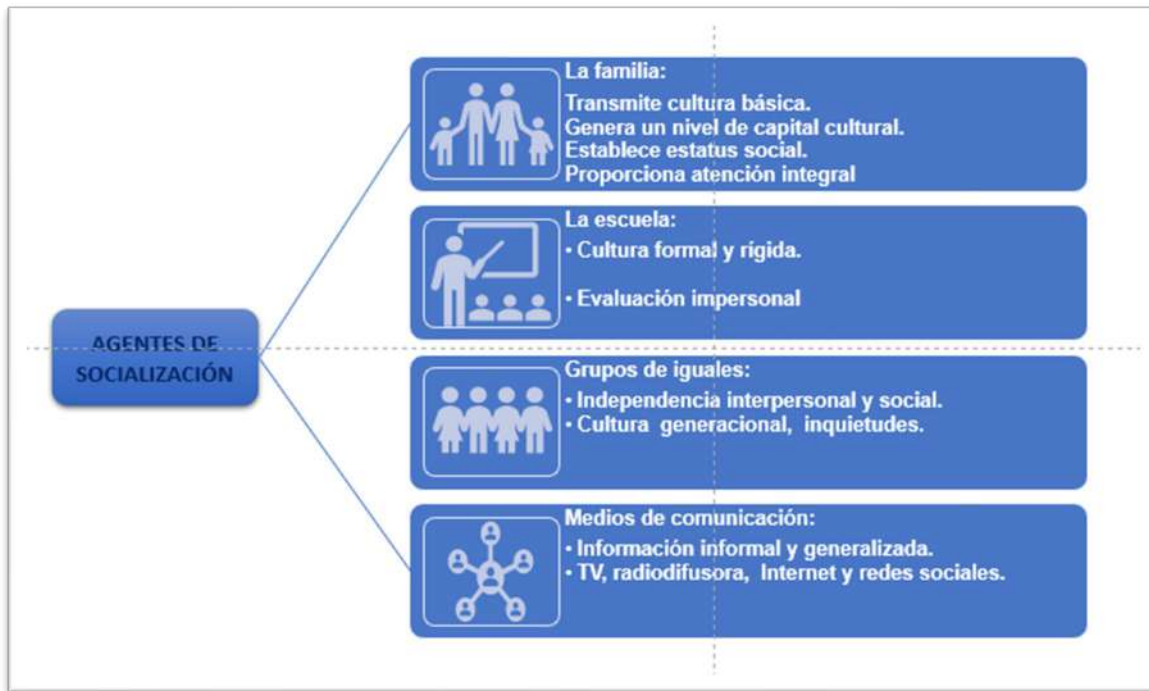 AGENTES DE
SOCIALIZACIÓN
La familia:
Transmite cultura básica.
Genera un nivel de capital cultural.
Establece estatus social.
Proporciona atención integral
La escuela:
• Cultura formal y rígida.
• Evaluación impersonal
Grupos de iguales:
• Independencia interpersonal y social.
• Cultura generacional, inquietudes.
Medios de comunicación:
• Información informal y generalizada.
• TV, radiodifusora, Internet y redes sociales.